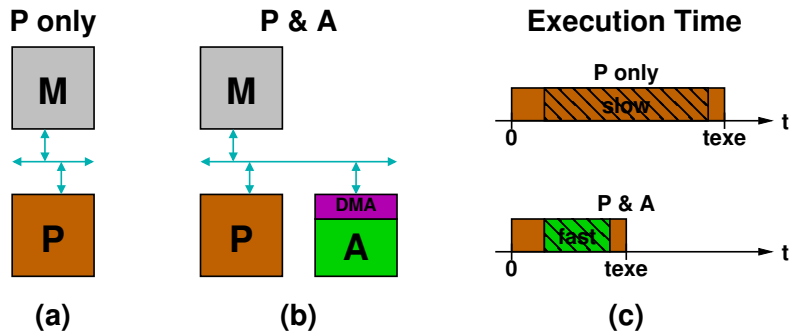 P only
P & A
Execution Time
M
M
P only
slow
0
texe
t
P
P
DMA
A
P & A
fast
0
texe
t
(a)
(b)
(c)